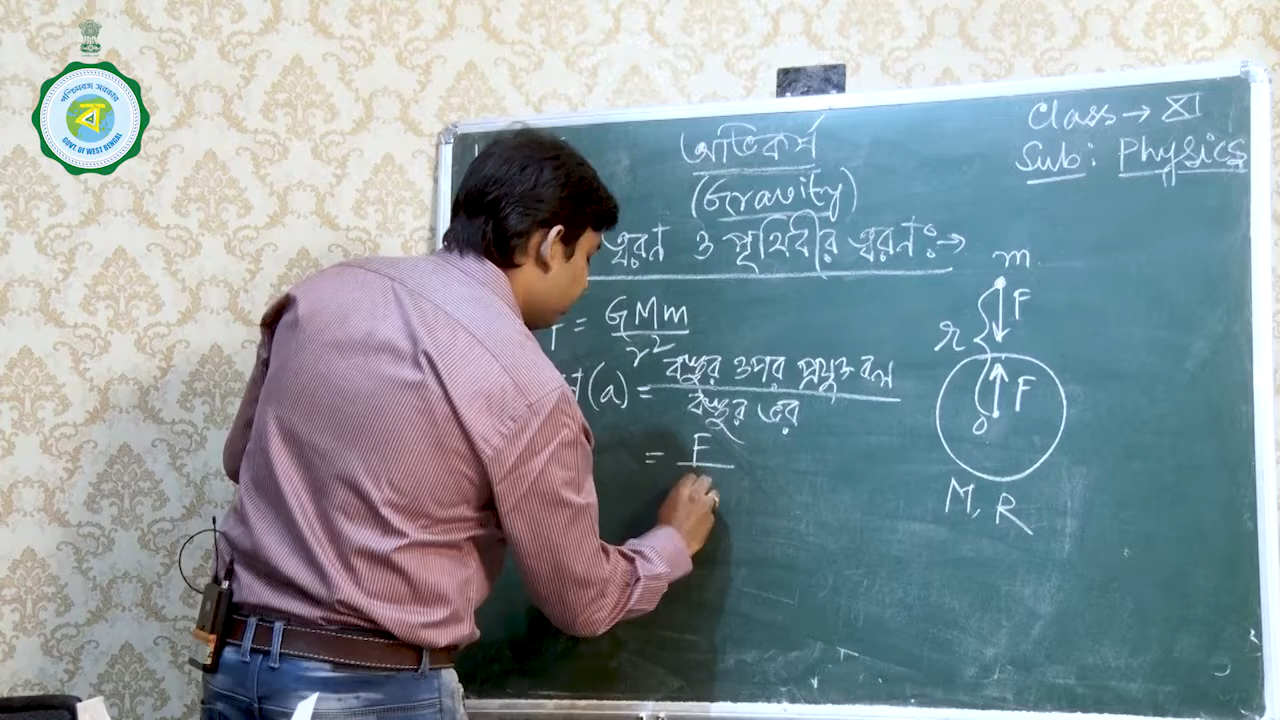 পশ্চিমবঙ্গ সরকার
ব
GOVT. OF WEST BENGAL
Class → XI
Sub: Physics
অভিকর্ষ
(Gravity)
ত্বরণ ও পৃথিবীর ত্বরণঃ→
= GMm
r²
(a) = বস্তুর ওপর প্রযুক্ত বল
বস্তুর ভর
= F
m
F
r
F
O
M, R